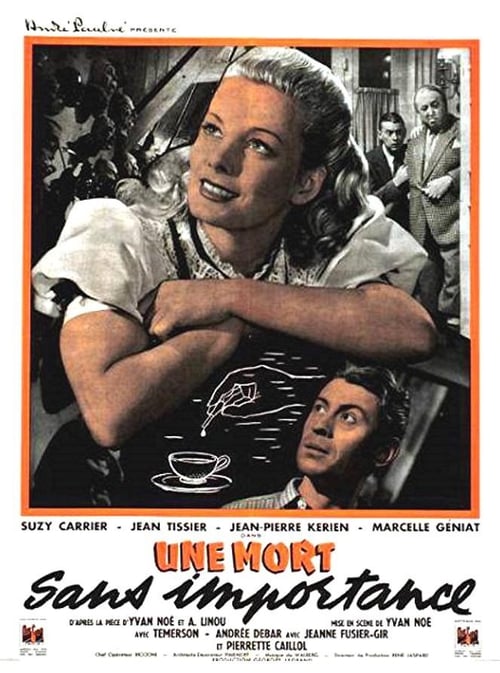 André Paulvé PRÉSENTE
SUZY CARRIER - JEAN TISSIER - JEAN-PIERRE KERIEN - MARCELLE GÉNIAT
DANS
UNE MORT
Sans importance
D'APRÈS LA PIÈCE D'YVAN NOÉ ET A. LINOU
MISE EN SCÈNE DE YVAN NOÉ
AVEC TEMERSON - ANDRÉE DEBAR AVEC JEANNE FUSIER-GIR
ET PIERRETTE CAILLOL